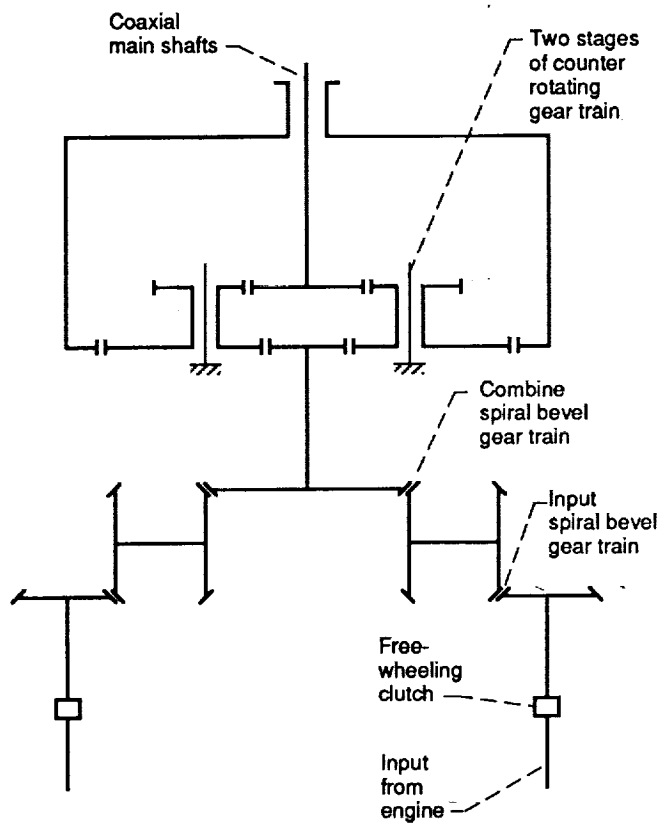 Coaxial
main shafts
Two stages
of counter
rotating
gear train
Combine
spiral bevel
gear train
Input
spiral bevel
gear train
Free-
wheeling
clutch
Input
from
engine